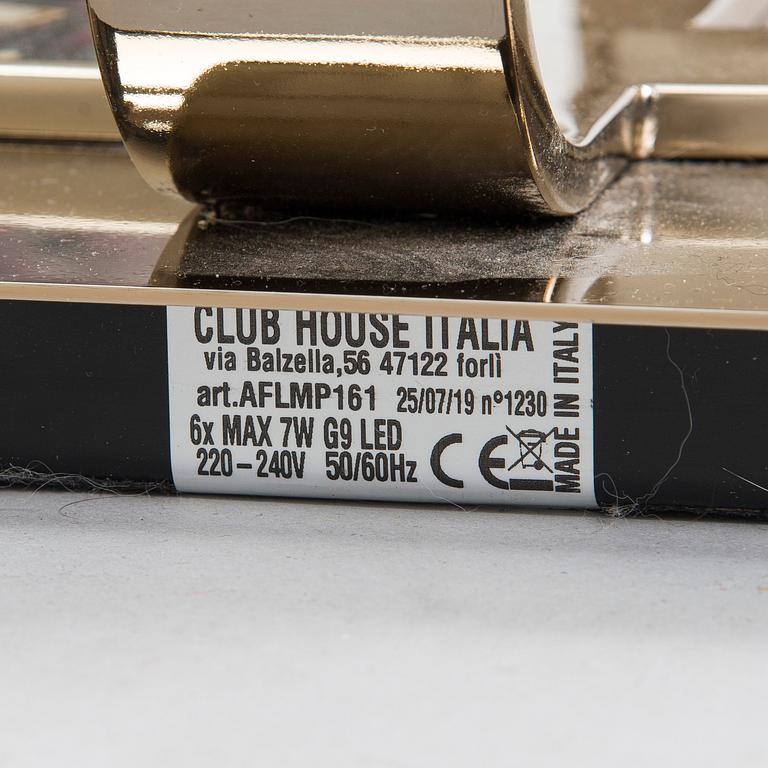 CLUB HOUSE ITALIA
via Balzella,56 47122 forlì
art.AFLMP161 25/07/19 n°1230
6x MAX 7W G9 LED
220-240V 50/60Hz CE
MADE IN ITALY